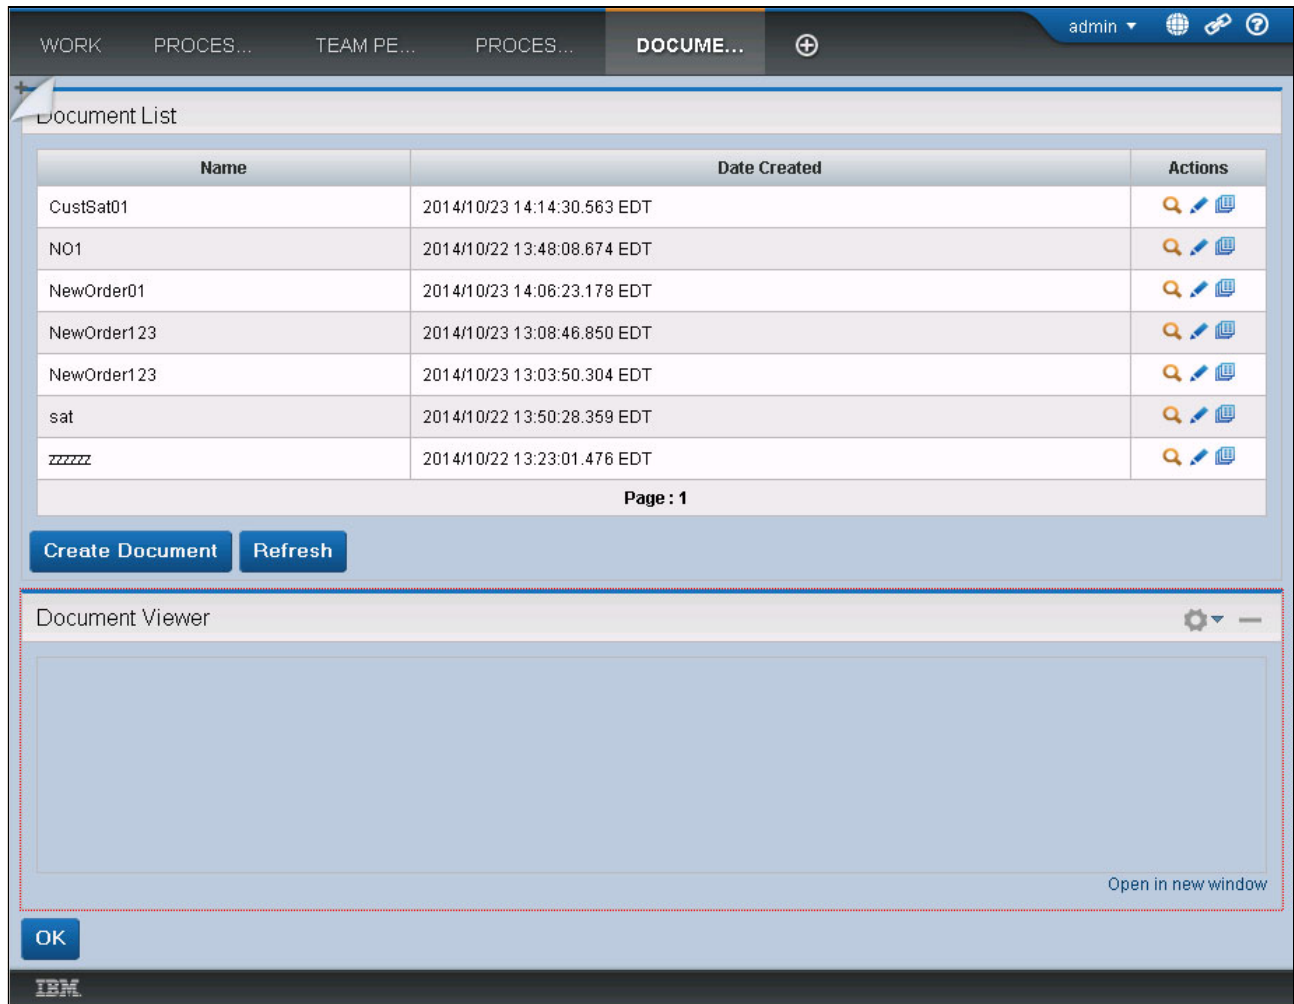 WORK PROCES... TEAM PE... PROCES... DOCUME... admin
Document List
Name Date Created Actions
CustSat01 2014/10/23 14:14:30.563 EDT
NO1 2014/10/22 13:48:08.674 EDT
NewOrder01 2014/10/23 14:06:23.178 EDT
NewOrder123 2014/10/23 13:08:46.850 EDT
NewOrder123 2014/10/23 13:03:50.304 EDT
sat 2014/10/22 13:50:28.359 EDT
zzzzzz 2014/10/22 13:23:01.476 EDT
Page : 1
Create Document Refresh
Document Viewer
Open in new window
OK
IBM.